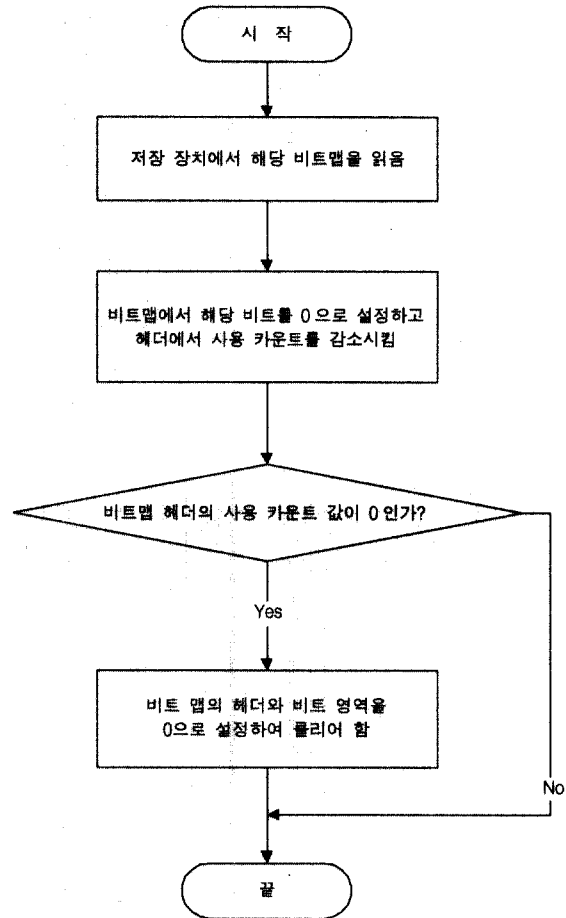 시 작
저장 장치에서 해당 비트맵을 읽음
비트맵에서 해당 비트를 0으로 설정하고
헤더에서 사용 카운트를 감소시킴
비트맵 헤더의 사용 카운트 값이 0인가?
Yes
비트 맵의 헤더와 비트 영역을
0으로 설정하여 클리어 함
No
끝